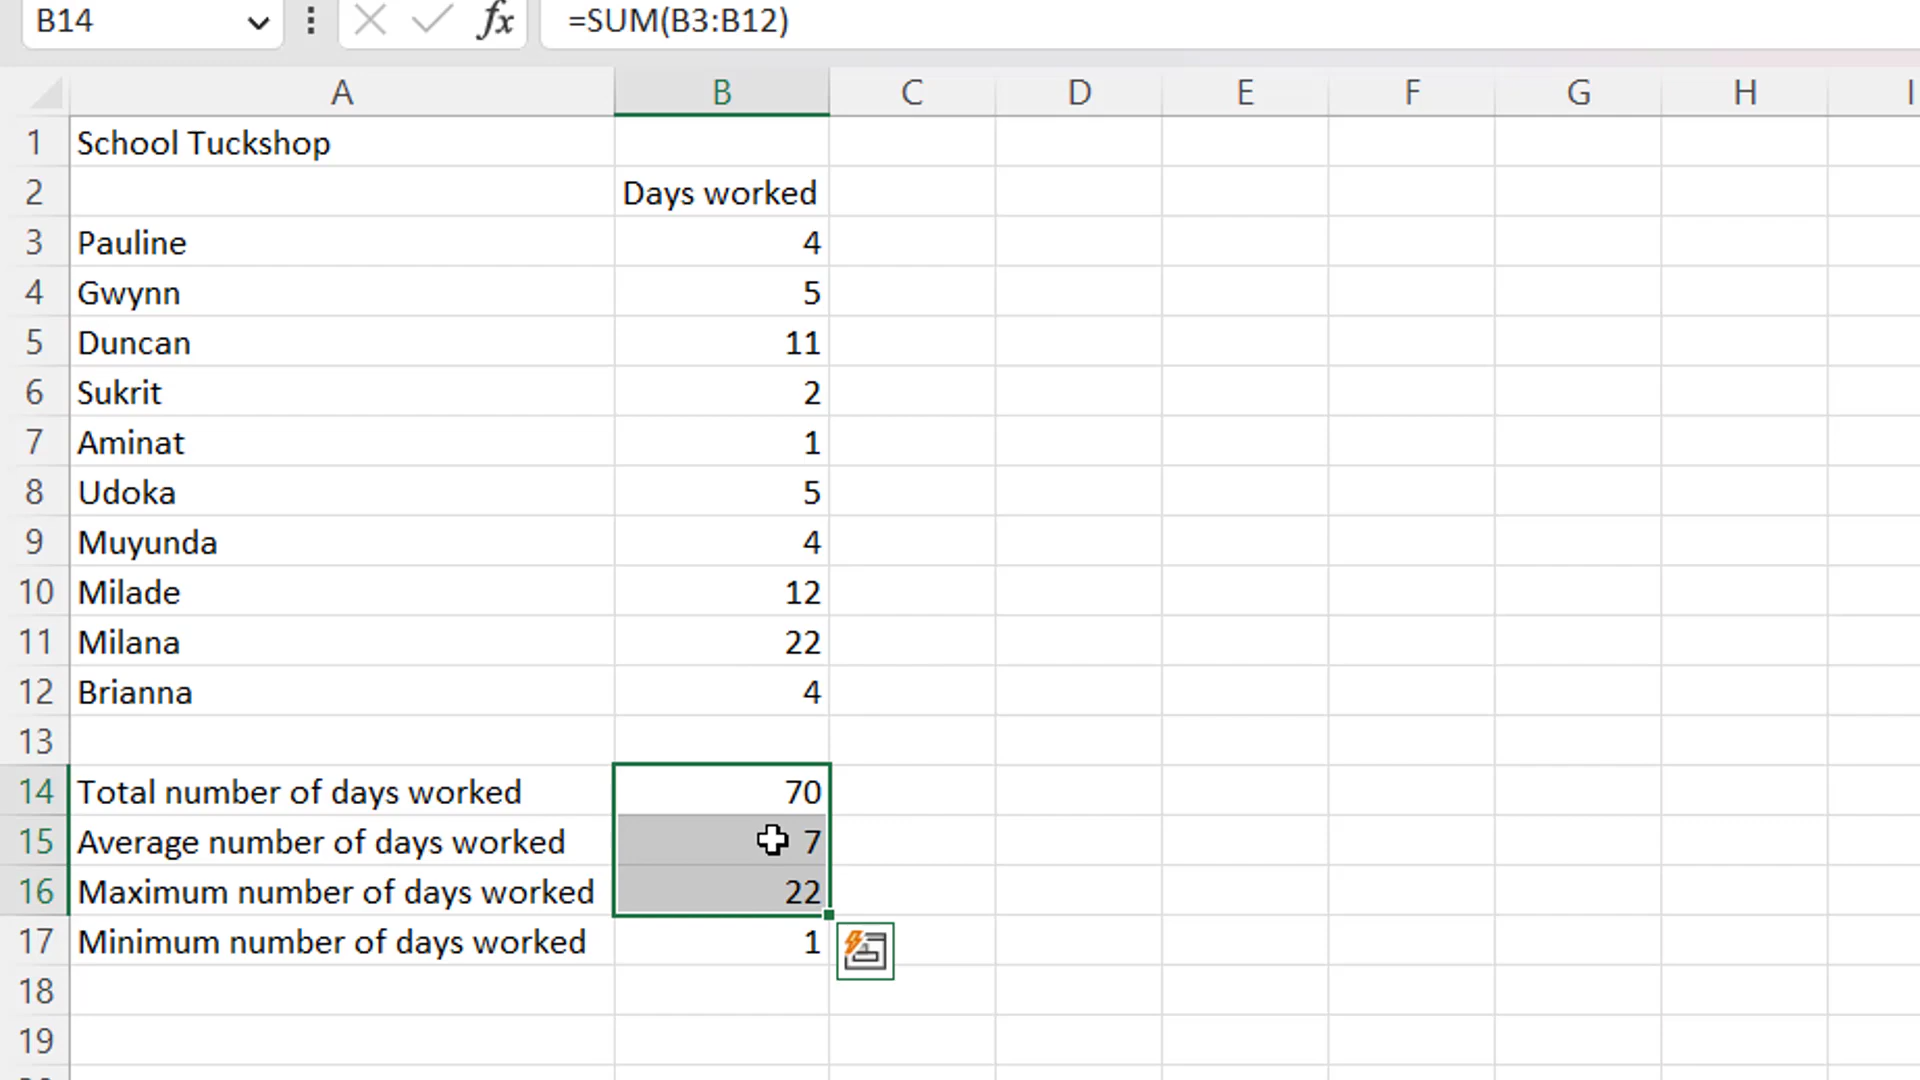 B14 fx =SUM(B3:B12)
A B C D E F G H I
1 School Tuckshop
2 Days worked
3 Pauline 4
4 Gwynn 5
5 Duncan 11
6 Sukrit 2
7 Aminat 1
8 Udoka 5
9 Muyunda 4
10 Milade 12
11 Milana 22
12 Brianna 4
13
14 Total number of days worked 70
15 Average number of days worked 7
16 Maximum number of days worked 22
17 Minimum number of days worked 1
18
19